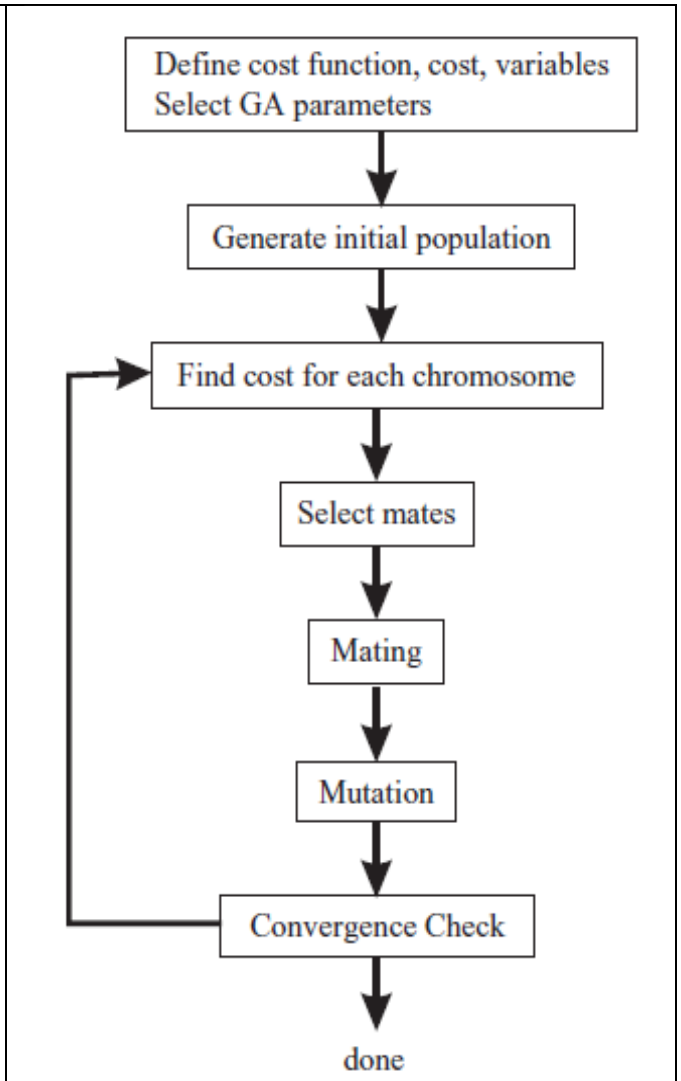 Define cost function, cost, variables
Select GA parameters
Generate initial population
Find cost for each chromosome
Select mates
Mating
Mutation
Convergence Check
done